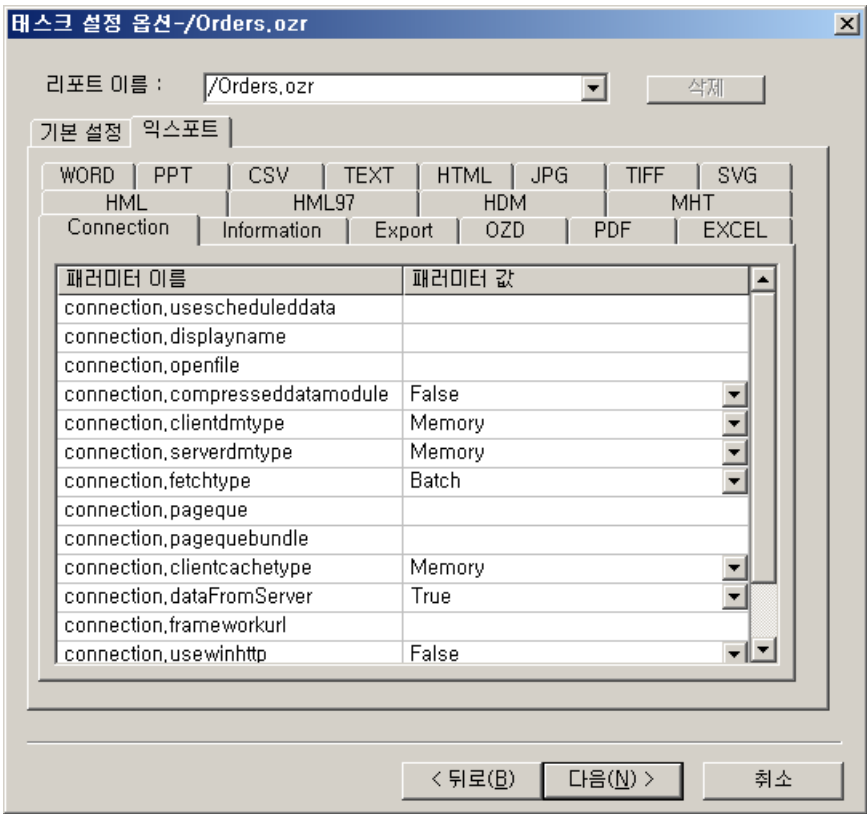 태스크 설정 옵션-/Orders.ozr
리포트 이름 : /Orders.ozr 삭제
기본 설정 익스포트
WORD PPT CSV TEXT HTML JPG TIFF SVG
HML HML97 HDM MHT
Connection Information Export OZD PDF EXCEL
패러미터 이름 패러미터 값
connection.usescheduleddata
connection.displayname
connection.openfile
connection.compresseddatamodule False
connection.clientdmtype Memory
connection.serverdmtype Memory
connection.fetchtype Batch
connection.pageque
connection.pagequebundle
connection.clientcachetype Memory
connection.dataFromServer True
connection.frameworkurl
connection.usewinhttp False
< 뒤로(B) 다음(N) > 취소